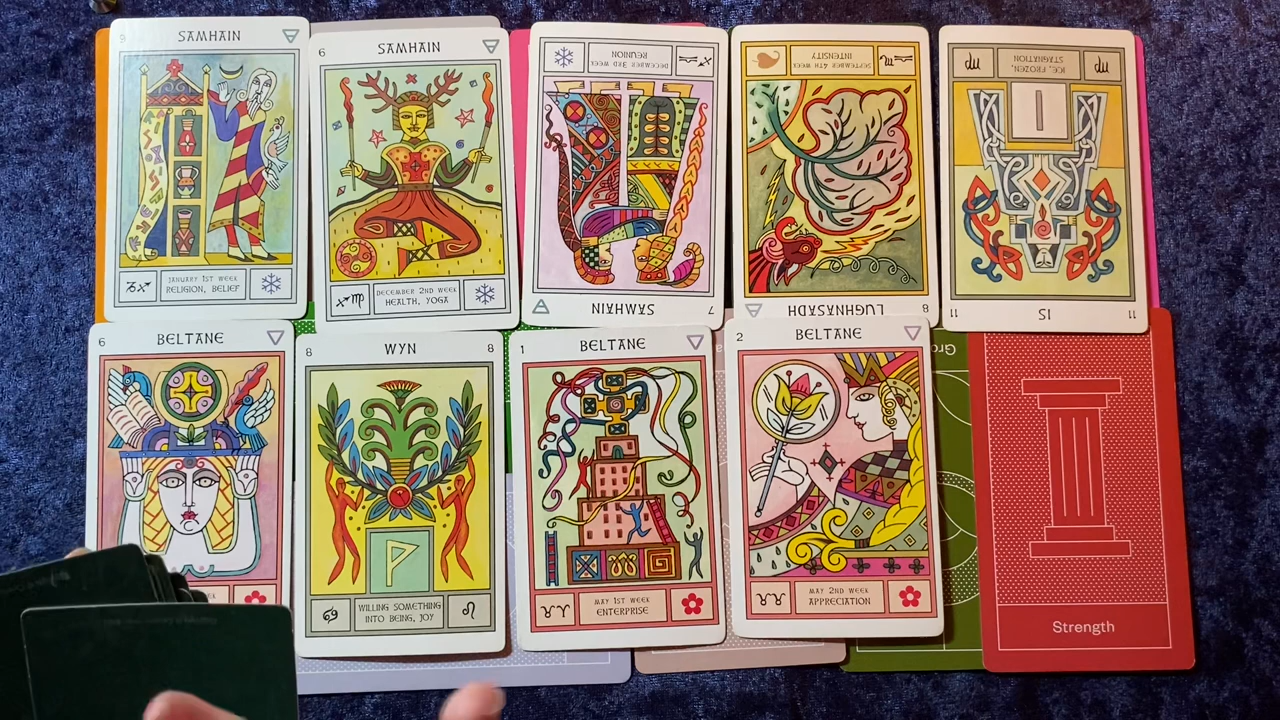 9 SAMHAIN
JANUARY 1ST WEEK
RELIGION, BELIEF
6 SAMHAIN
DECEMBER 2ND WEEK
HEALTH, YOGA
DECEMBER 3RD WEEK
REUNION
7 SAMHAIN
SEPTEMBER 4TH WEEK
INTENSITY
8 LUGHNASADH
ICE, FROZEN,
STAGNATION
11 IS 11
6 BELTANE
8 WYN 8
WILLING SOMETHING
INTO BEING, JOY
1 BELTANE
MAY 1ST WEEK
ENTERPRISE
2 BELTANE
MAY 2ND WEEK
APPRECIATION
Strength